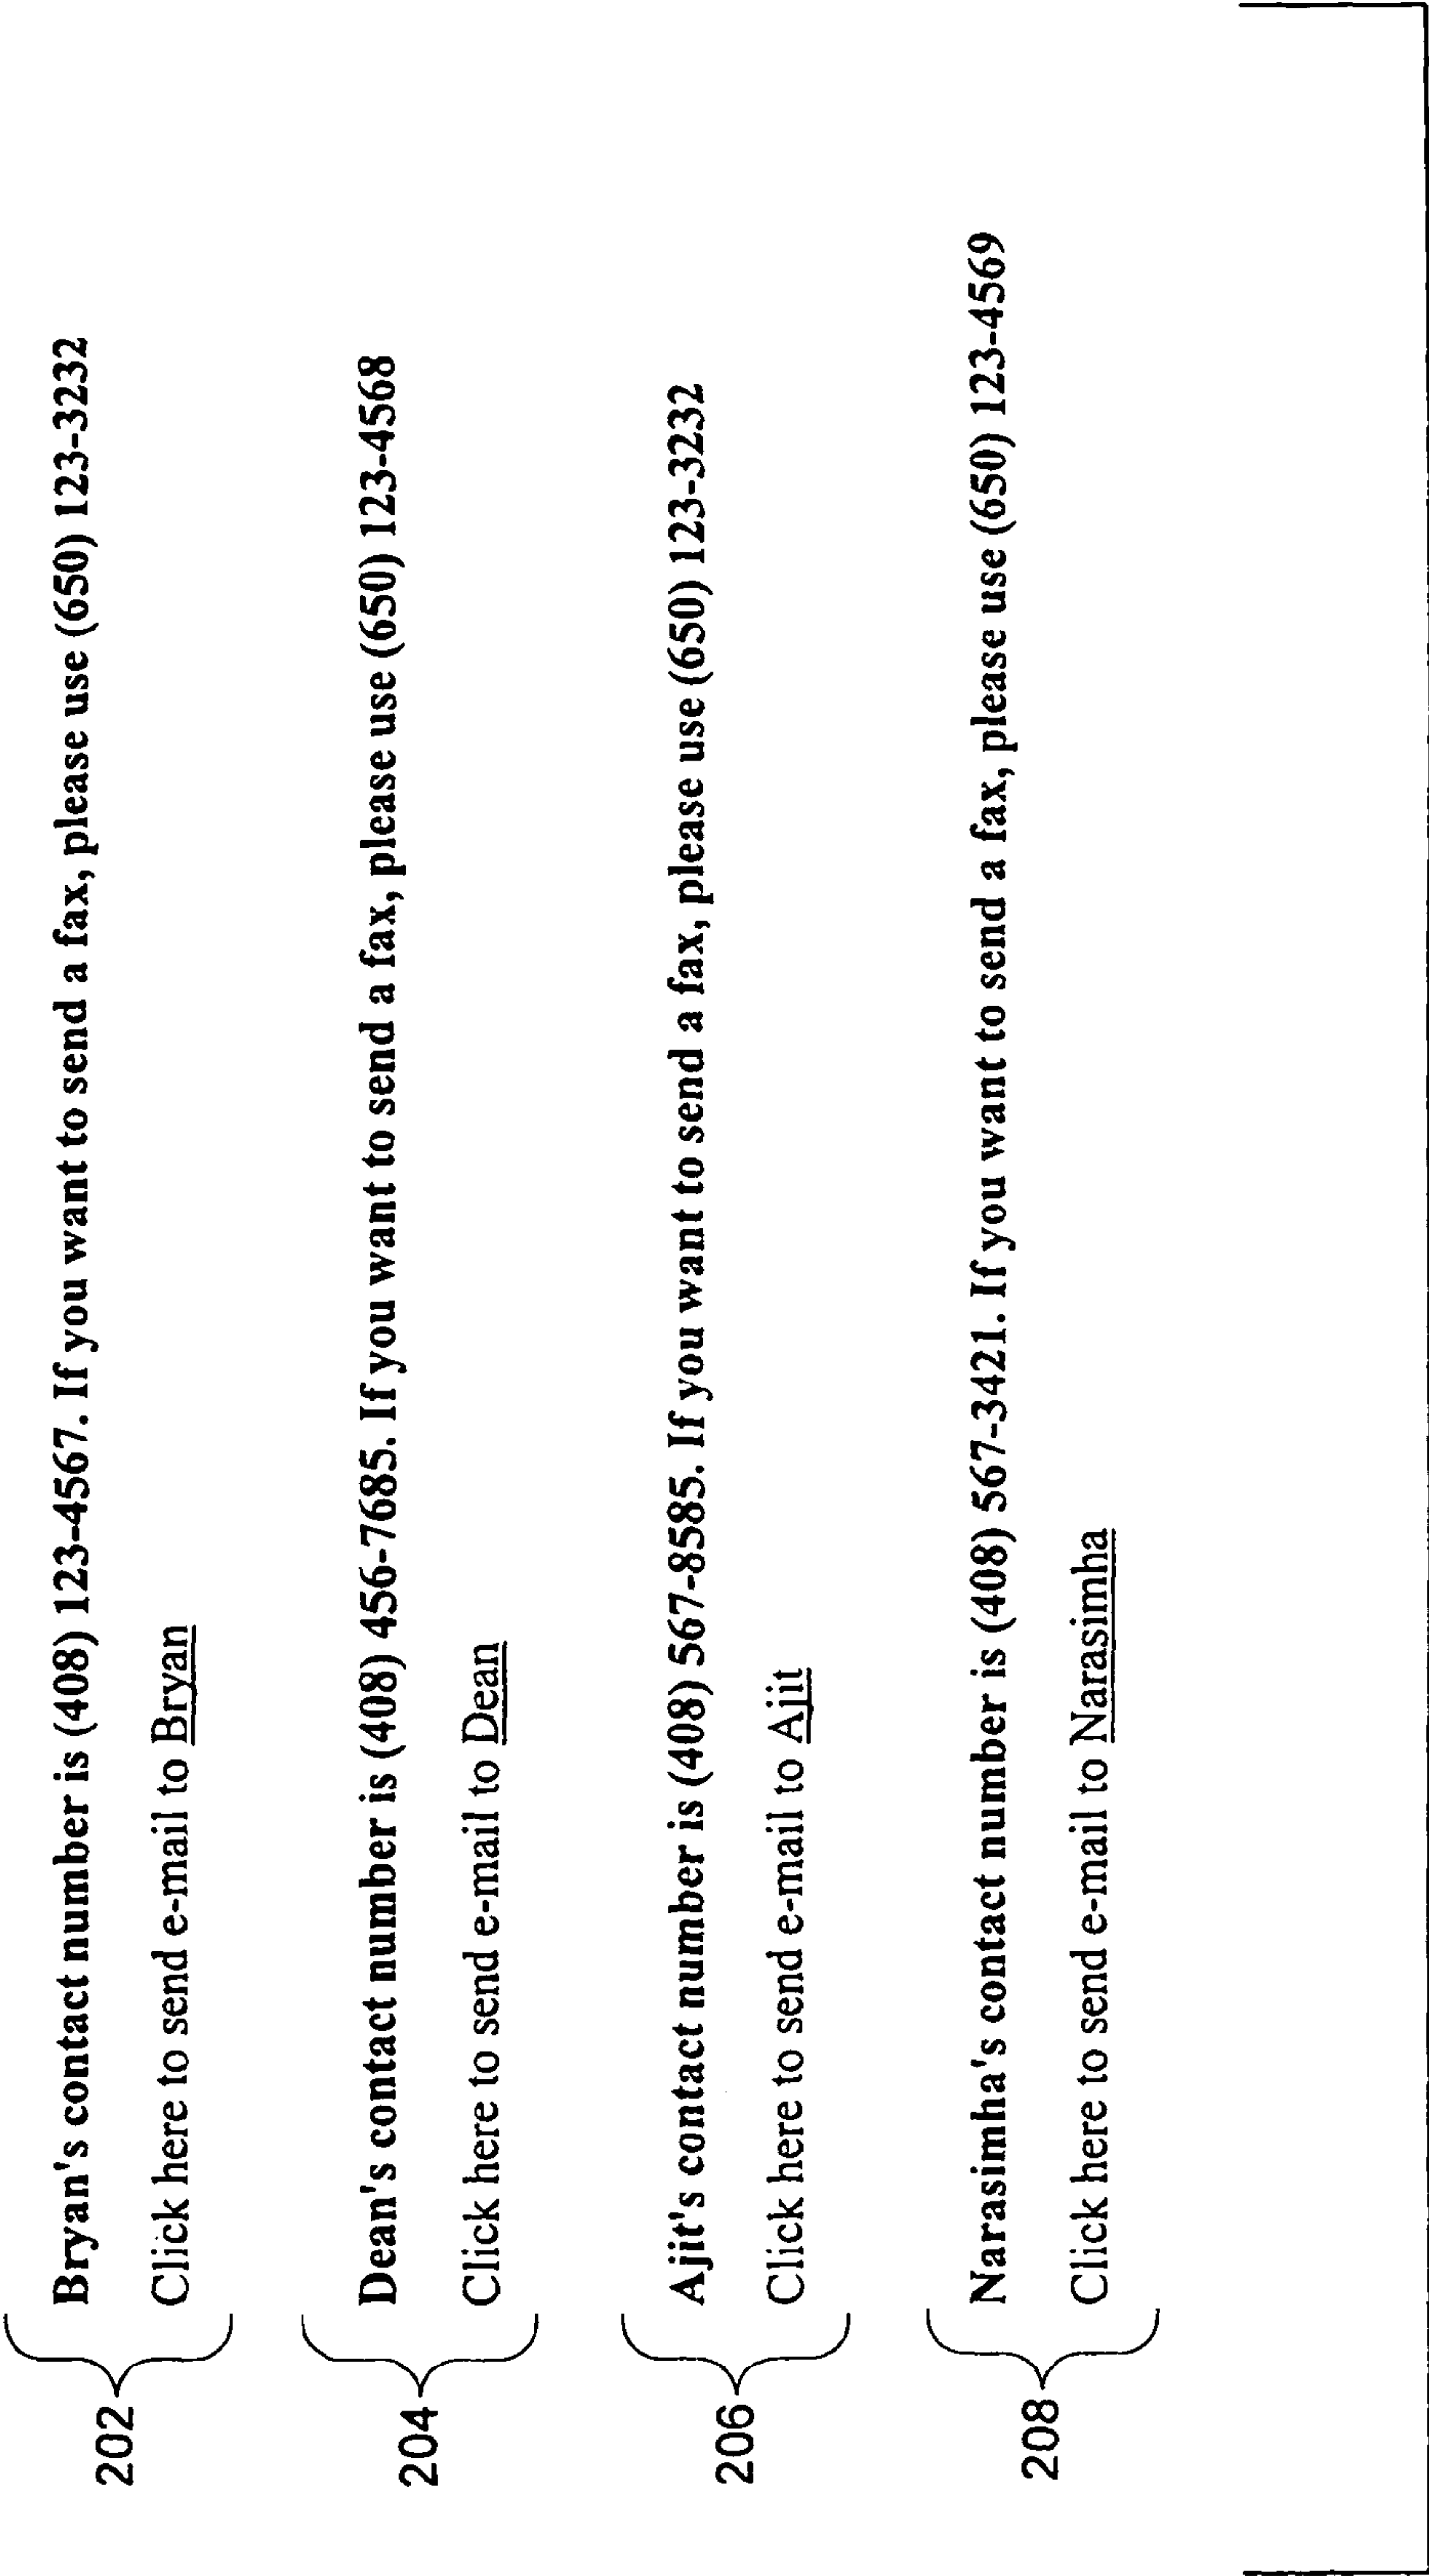 202
Bryan's contact number is (408) 123-4567. If you want to send a fax, please use (650) 123-3232
Click here to send e-mail to Bryan
204
Dean's contact number is (408) 456-7685. If you want to send a fax, please use (650) 123-4568
Click here to send e-mail to Dean
206
Ajit's contact number is (408) 567-8585. If you want to send a fax, please use (650) 123-3232
Click here to send e-mail to Ajit
208
Narasimha's contact number is (408) 567-3421. If you want to send a fax, please use (650) 123-4569
Click here to send e-mail to Narasimha